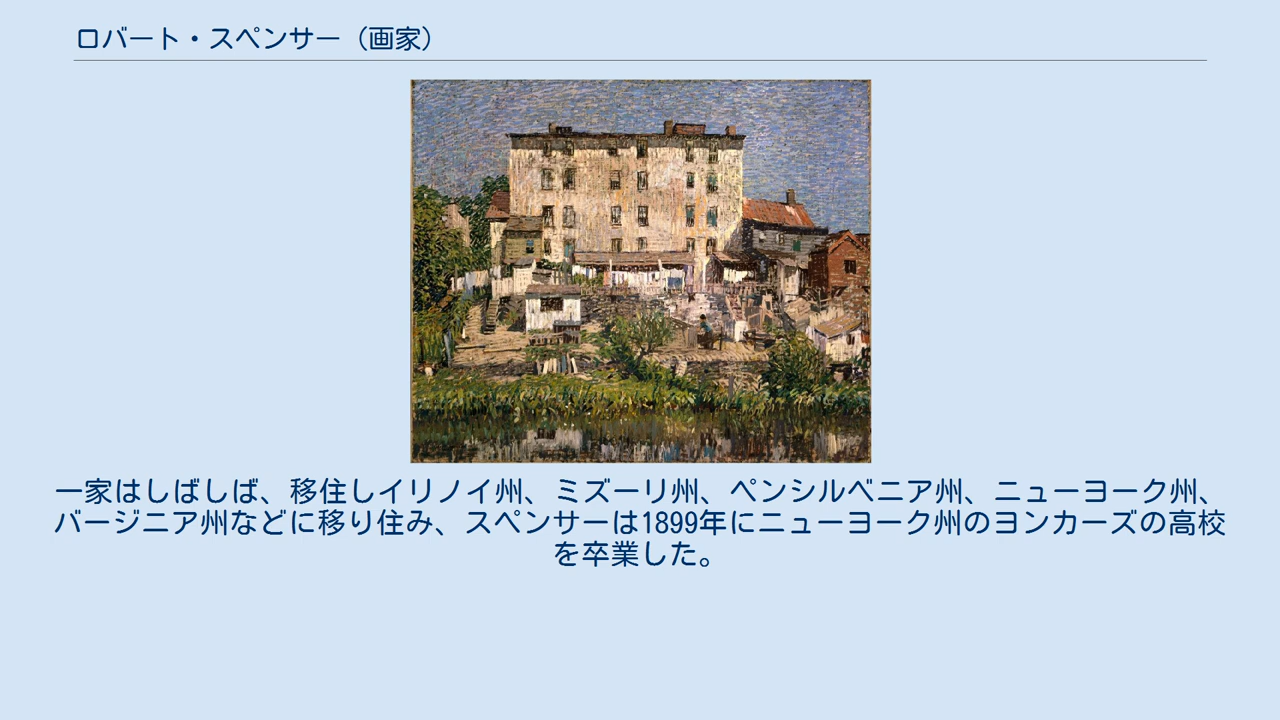 ロバート・スペンサー（画家）
一家はしばしば、移住しイリノイ州、ミズーリ州、ペンシルベニア州、ニューヨーク州、
バージニア州などに移り住み、スペンサーは1899年にニューヨーク州のヨンカーズの高校
を卒業した。